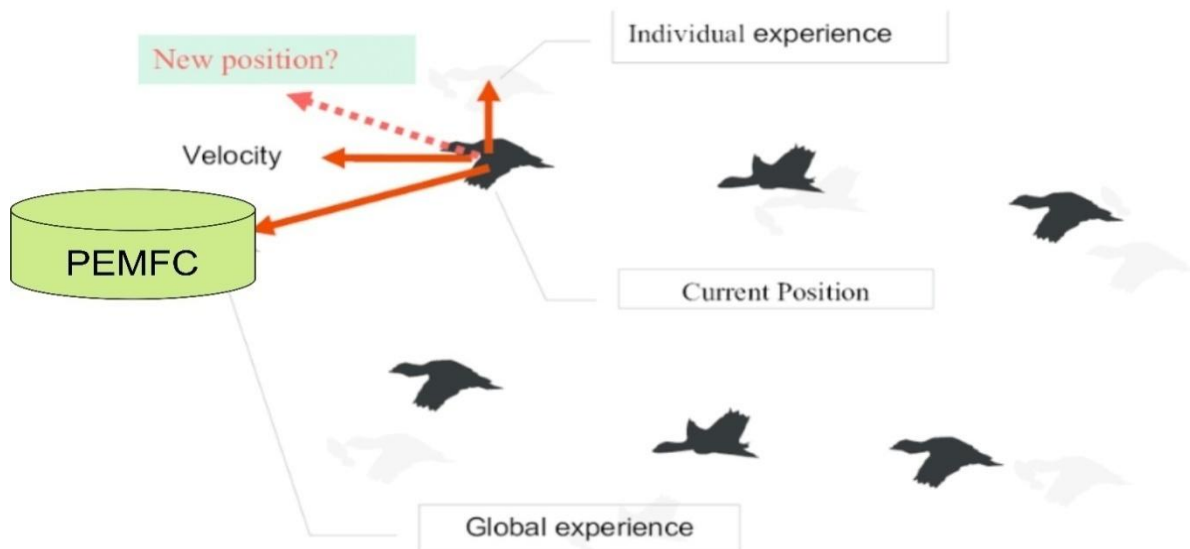 Individual experience
New position?
Velocity
PEMFC
Current Position
Global experience